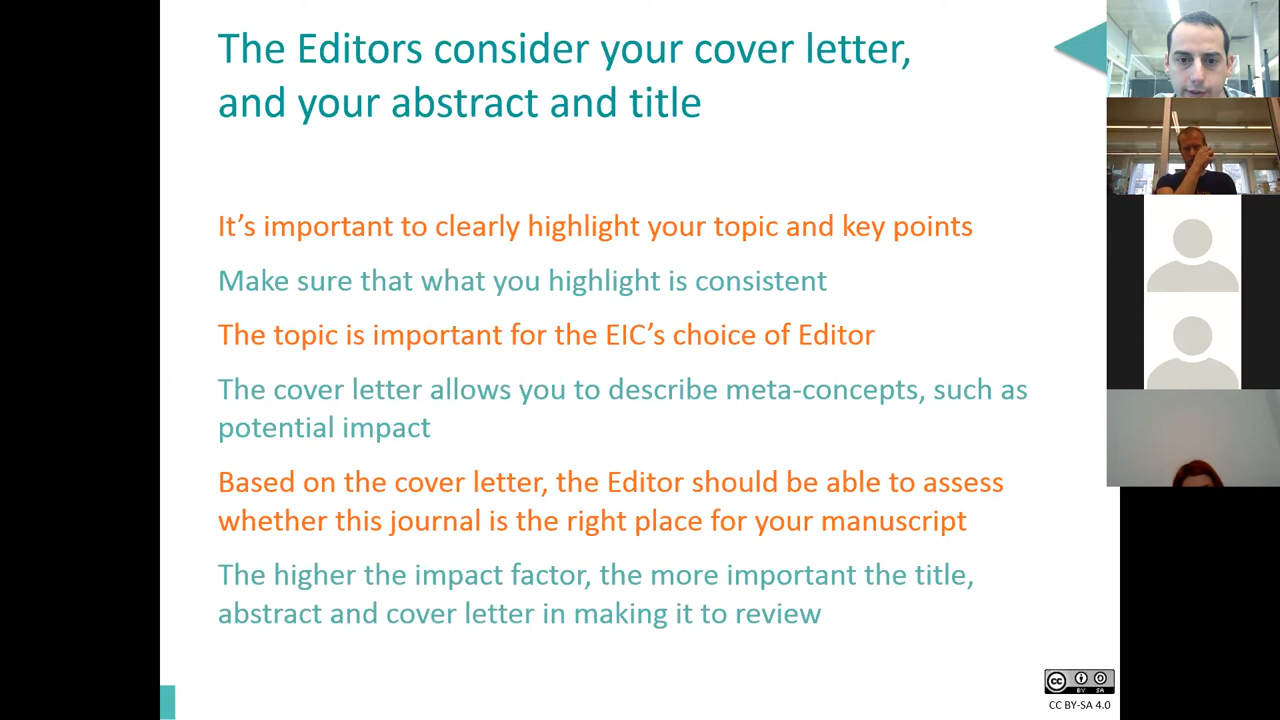 The Editors consider your cover letter,
and your abstract and title
It’s important to clearly highlight your topic and key points
Make sure that what you highlight is consistent
The topic is important for the EIC’s choice of Editor
The cover letter allows you to describe meta-concepts, such as
potential impact
Based on the cover letter, the Editor should be able to assess
whether this journal is the right place for your manuscript
The higher the impact factor, the more important the title,
abstract and cover letter in making it to review
cc
BY SA
CC BY-SA 4.0